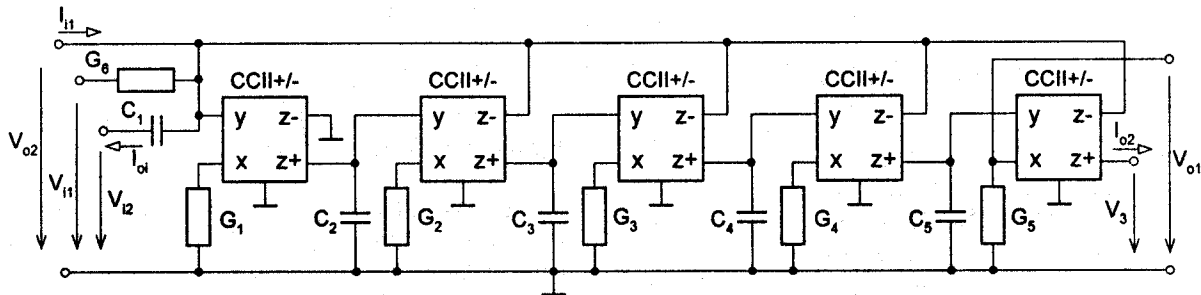 I_i1
G_6
CCII+/- CCII+/- CCII+/- CCII+/- CCII+/-
C_1
y z-
y z-
y z-
y z-
y z-
I_oi
x z+
x z+
x z+
x z+
x z+
I_o2
V_o2
V_i1
V_i2
G_1
C_2
G_2
C_3
G_3
C_4
G_4
C_5
G_5
V_3
V_o1